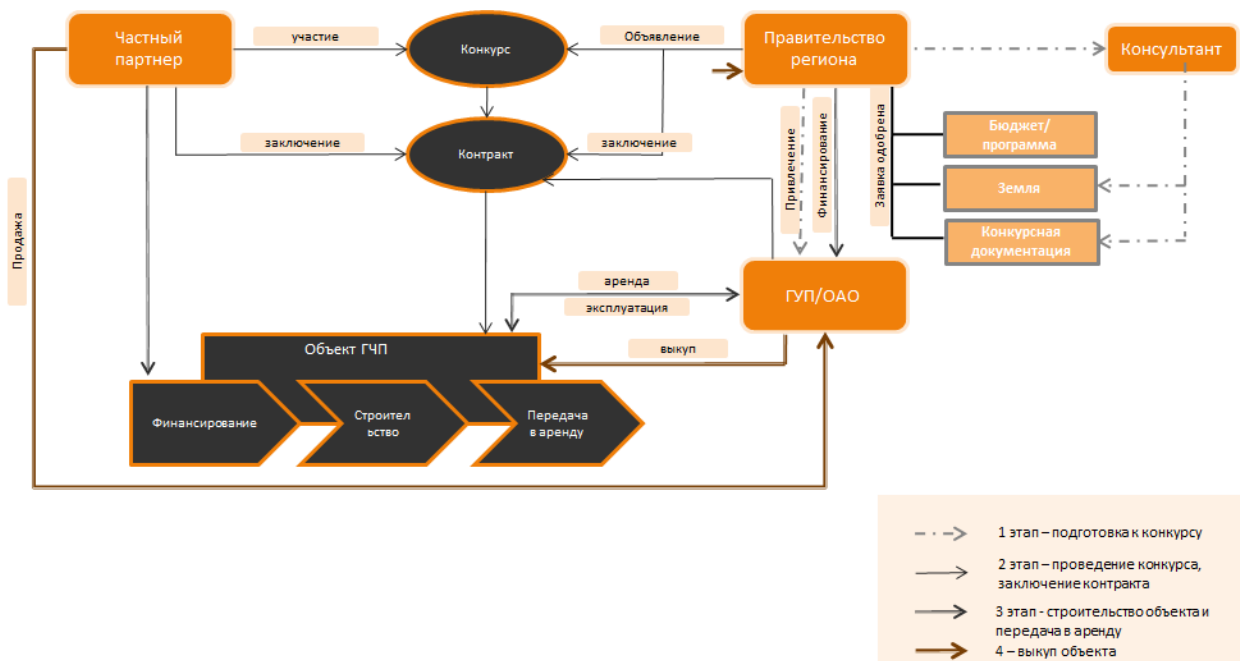 Частный
партнер
участие
Конкурс
Объявление
Правительство
региона
Консультант
заключение
Контракт
заключение
Привлечение
Финансирование
Заявка одобрена
Бюджет/
программа
Земля
Конкурсная
документация
Продажа
аренда
эксплуатация
ГУП/ОАО
Объект ГЧП
выкуп
Финансирование
Строител
ьство
Передача
в аренду
1 этап – подготовка к конкурсу
2 этап – проведение конкурса,
заключение контракта
3 этап - строительство объекта и
передача в аренду
4 – выкуп объекта